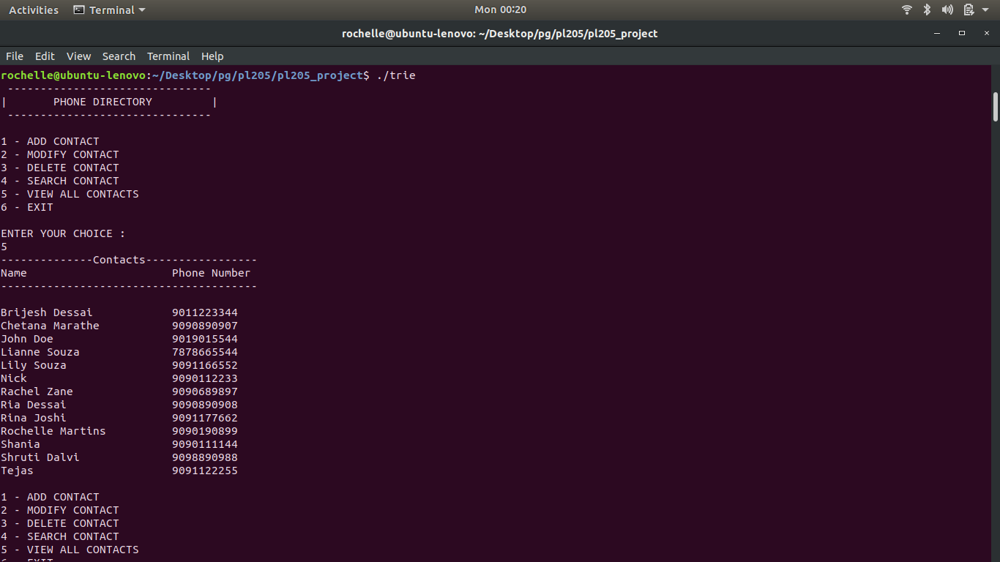 Activities Terminal Mon 00:20
rochelle@ubuntu-lenovo: ~/Desktop/pg/pl205/pl205_project
File Edit View Search Terminal Help
rochelle@ubuntu-lenovo:~/Desktop/pg/pl205/pl205_project$ ./trie
 -------------------------------
|       PHONE DIRECTORY         |
 -------------------------------
1 - ADD CONTACT
2 - MODIFY CONTACT
3 - DELETE CONTACT
4 - SEARCH CONTACT
5 - VIEW ALL CONTACTS
6 - EXIT
ENTER YOUR CHOICE :
5
--------------Contacts-----------------
Name                      Phone Number
---------------------------------------
Brijesh Dessai            9011223344
Chetana Marathe           9090890907
John Doe                  9019015544
Lianne Souza              7878665544
Lily Souza                9091166552
Nick                      9090112233
Rachel Zane               9090689897
Ria Dessai                9090890908
Rina Joshi                9091177662
Rochelle Martins          9090190899
Shania                    9090111144
Shruti Dalvi              9098890988
Tejas                     9091122255
1 - ADD CONTACT
2 - MODIFY CONTACT
3 - DELETE CONTACT
4 - SEARCH CONTACT
5 - VIEW ALL CONTACTS
6 - EXIT